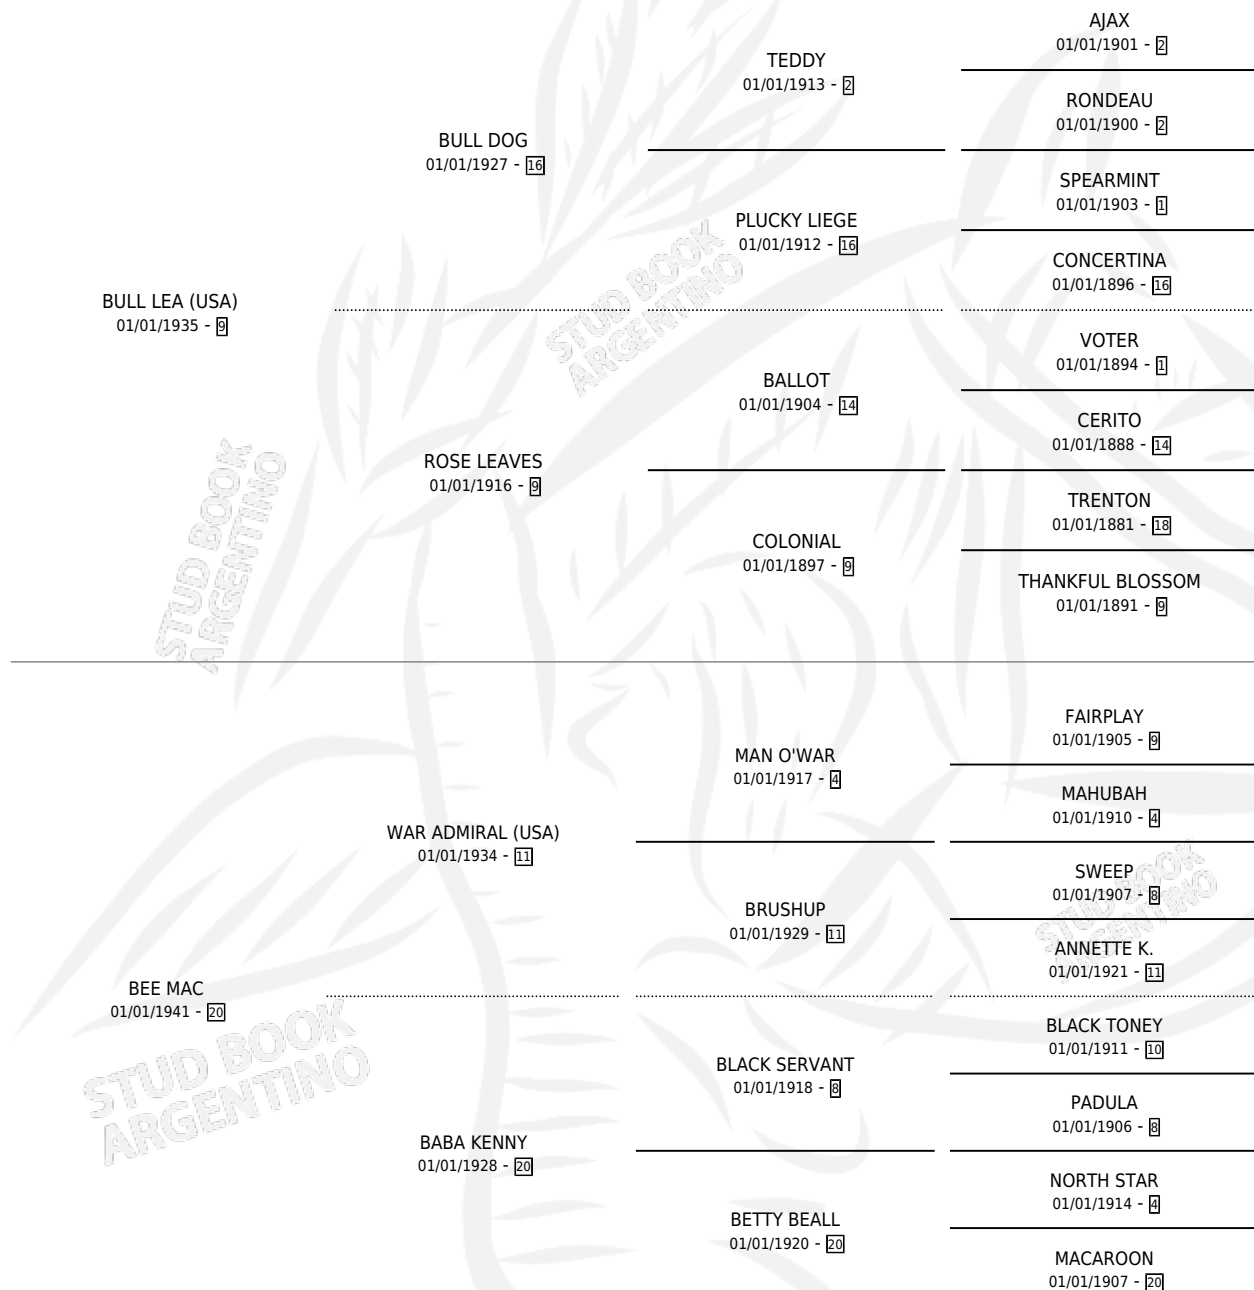 AJAX
01/01/1901 - 2
TEDDY
01/01/1913 - 2
RONDEAU
01/01/1900 - 2
BULL DOG
01/01/1927 - 16
SPEARMINT
01/01/1903 - 1
PLUCKY LIEGE
01/01/1912 - 16
CONCERTINA
01/01/1896 - 16
BULL LEA (USA)
01/01/1935 - 9
STUD BOOK
ARGENTINO
VOTER
01/01/1894 - 1
BALLOT
01/01/1904 - 14
CERITO
01/01/1888 - 14
ROSE LEAVES
01/01/1916 - 9
TRENTON
01/01/1881 - 18
COLONIAL
01/01/1897 - 9
THANKFUL BLOSSOM
01/01/1891 - 9
STUD BOOK
ARGENTINO
FAIRPLAY
01/01/1905 - 9
MAN O'WAR
01/01/1917 - 4
MAHUBAH
01/01/1910 - 4
WAR ADMIRAL (USA)
01/01/1934 - 11
SWEEP
01/01/1907 - 8
BRUSHUP
01/01/1929 - 11
STUD BOOK
ARGENTINO
ANNETTE K.
01/01/1921 - 11
BEE MAC
01/01/1941 - 20
STUD BOOK
ARGENTINO
BLACK TONEY
01/01/1911 - 10
BLACK SERVANT
01/01/1918 - 8
PADULA
01/01/1906 - 8
BABA KENNY
01/01/1928 - 20
NORTH STAR
01/01/1914 - 4
BETTY BEALL
01/01/1920 - 20
MACAROON
01/01/1907 - 20